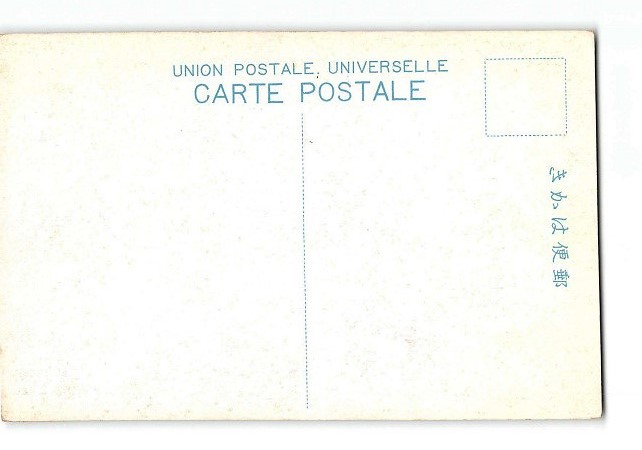 UNION POSTALE, UNIVERSELLE
CARTE POSTALE
郵便はかき